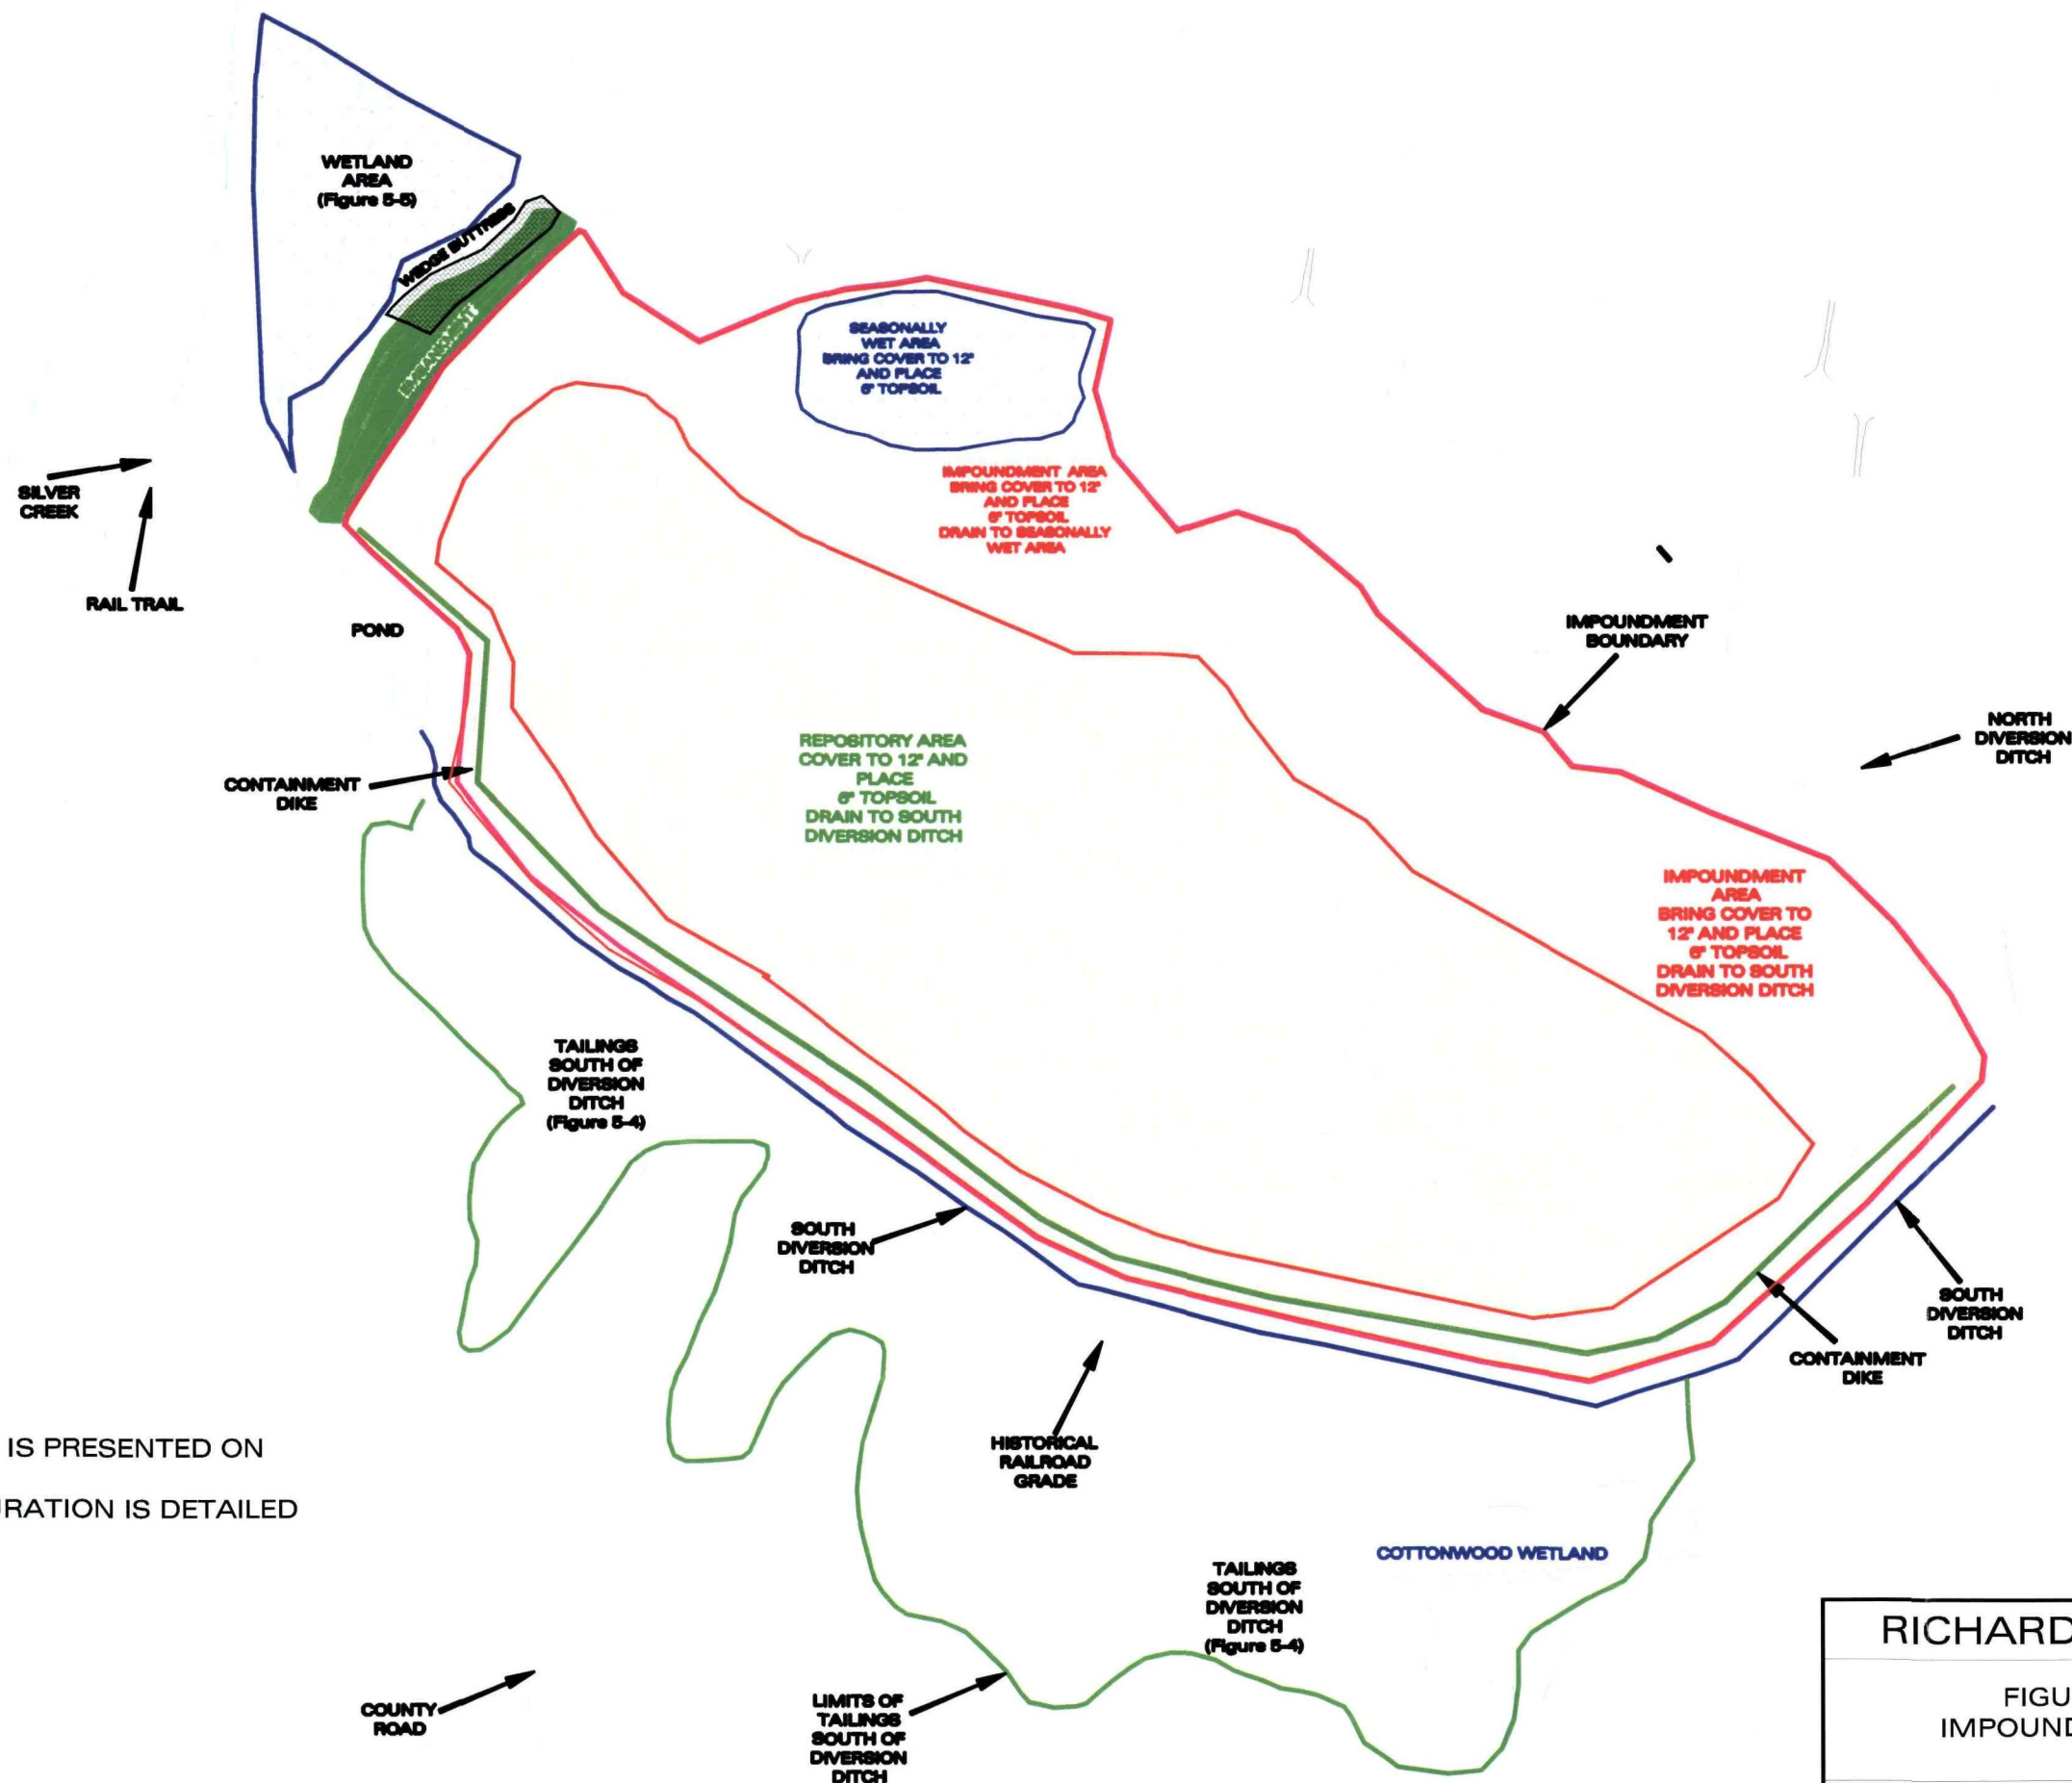 WETLAND
AREA
(Figure 5-5)
WEDGE BUTTRESS
EMBANKMENT
SEASONALLY
WET AREA
BRING COVER TO 12"
AND PLACE
6" TOPSOIL
IMPOUNDMENT AREA
BRING COVER TO 12"
AND PLACE
6" TOPSOIL
DRAIN TO SEASONALLY
WET AREA
SILVER
CREEK
RAIL TRAIL
POND
IMPOUNDMENT
BOUNDARY
NORTH
DIVERSION
DITCH
CONTAINMENT
DIKE
REPOSITORY AREA
COVER TO 12" AND
PLACE
6" TOPSOIL
DRAIN TO SOUTH
DIVERSION DITCH
IMPOUNDMENT
AREA
BRING COVER TO
12" AND PLACE
6" TOPSOIL
DRAIN TO SOUTH
DIVERSION DITCH
TAILINGS
SOUTH OF
DIVERSION
DITCH
(Figure 5-4)
SOUTH
DIVERSION
DITCH
SOUTH
DIVERSION
DITCH
CONTAINMENT
DIKE
HISTORICAL
RAILROAD
GRADE
IS PRESENTED ON
URATION IS DETAILED
COTTONWOOD WETLAND
TAILINGS
SOUTH OF
DIVERSION
DITCH
(Figure 5-4)
COUNTY
ROAD
LIMITS OF
TAILINGS
SOUTH OF
DIVERSION
DITCH
RICHARD
FIGU
IMPOUND